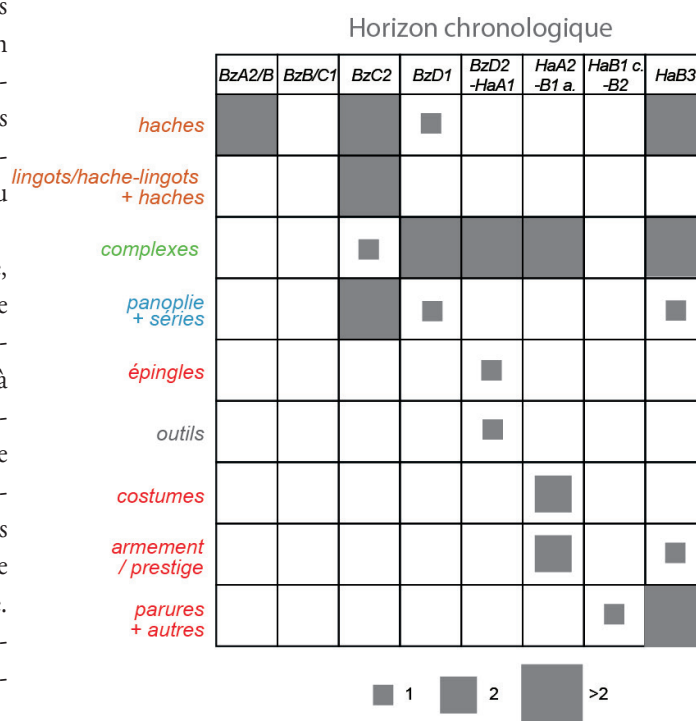 Horizon chronologique
BzA2/B BzB/C1 BzC2 BzD1 BzD2 -HaA1 HaA2 -B1 a. HaB1 c. -B2 HaB3
haches
lingots/hache-lingots
+ haches
complexes
panoplie
+ séries
épingles
outils
costumes
armement
/ prestige
parures
+ autres
1 2 >2